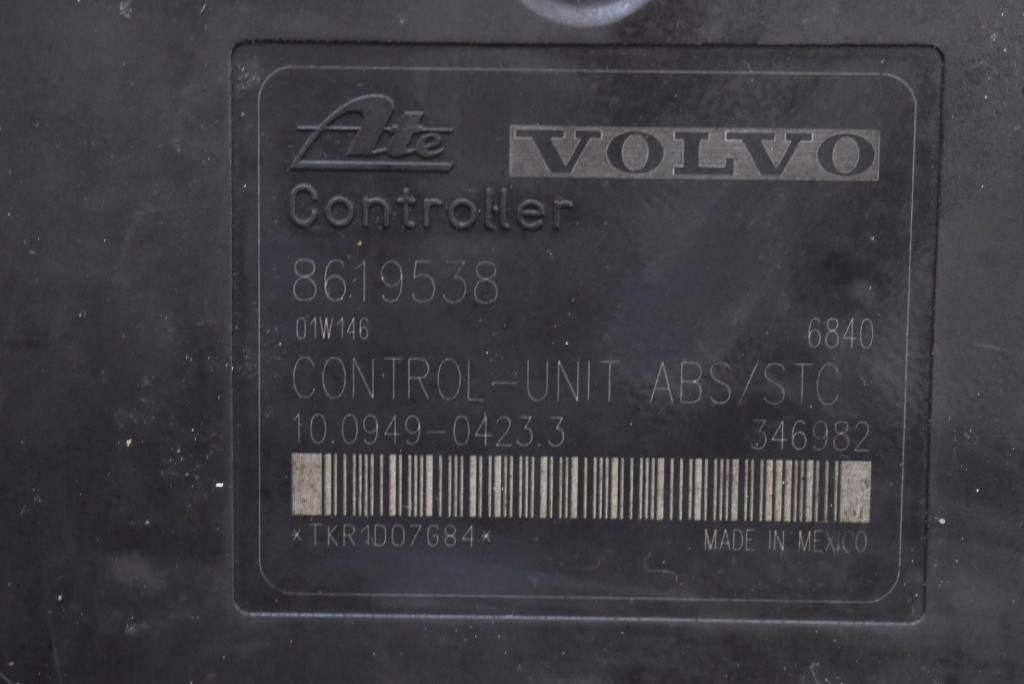 Ate VOLVO
Controller
8619538
01W146 6840
CONTROL-UNIT ABS/STC
10.0949-0423.3 346982
*TKR1D07G84* MADE IN MEXICO